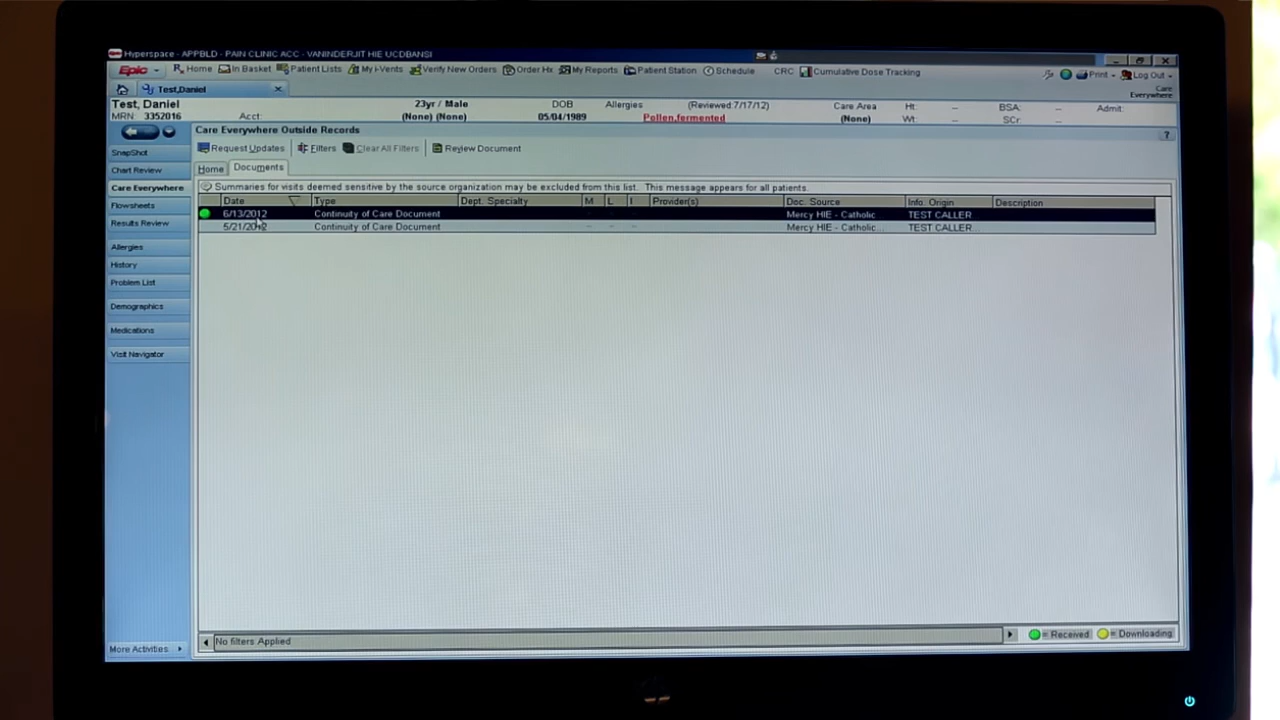 Hyperspace - APPBLD - PAIN CLINIC ACC - VANINDERJIT HIE UCDBANSI
Epic Home In Basket Patient Lists My I-Vents Verify New Orders Order Hx My Reports Patient Station Schedule CRC Cumulative Dose Tracking Print Log Out
Test,Daniel
Care Everywhere
Test, Daniel 23yr / Male DOB Allergies (Reviewed 7/17/12) Care Area Ht: – BSA: – Admit:
MRN: 3352016 Acct: (None) (None) 05/04/1989 Pollen,fermented (None) Wt: – SCr: –
Care Everywhere Outside Records ?
Request Updates Filters Clear All Filters Review Document
Home Documents
Summaries for visits deemed sensitive by the source organization may be excluded from this list. This message appears for all patients.
Date Type Dept. Specialty M L I Provider(s) Doc. Source Info. Origin Description
6/13/2012 Continuity of Care Document Mercy HIE - Catholic TEST CALLER
5/21/2012 Continuity of Care Document – – – Mercy HIE - Catholic... TEST CALLER
SnapShot
Chart Review
Care Everywhere
Flowsheets
Results Review
Allergies
History
Problem List
Demographics
Medications
Visit Navigator
More Activities
No filters Applied
= Received = Downloading